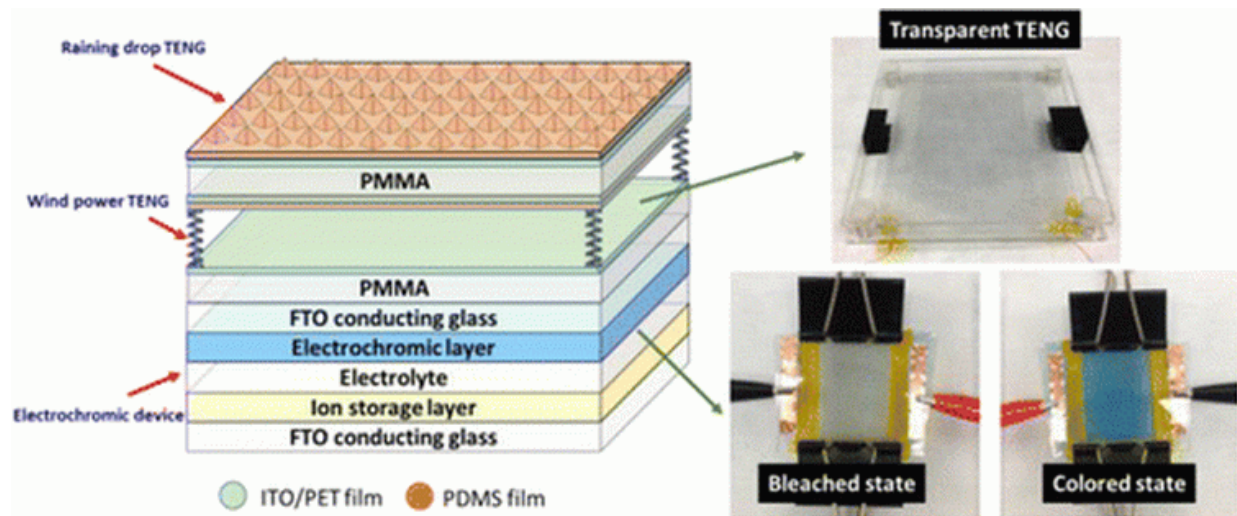 Raining drop TENG
Transparent TENG
PMMA
Wind power TENG
PMMA
FTO conducting glass
Electrochromic layer
Electrolyte
Electrochromic device
Ion storage layer
FTO conducting glass
Bleached state
Colored state
ITO/PET film
PDMS film